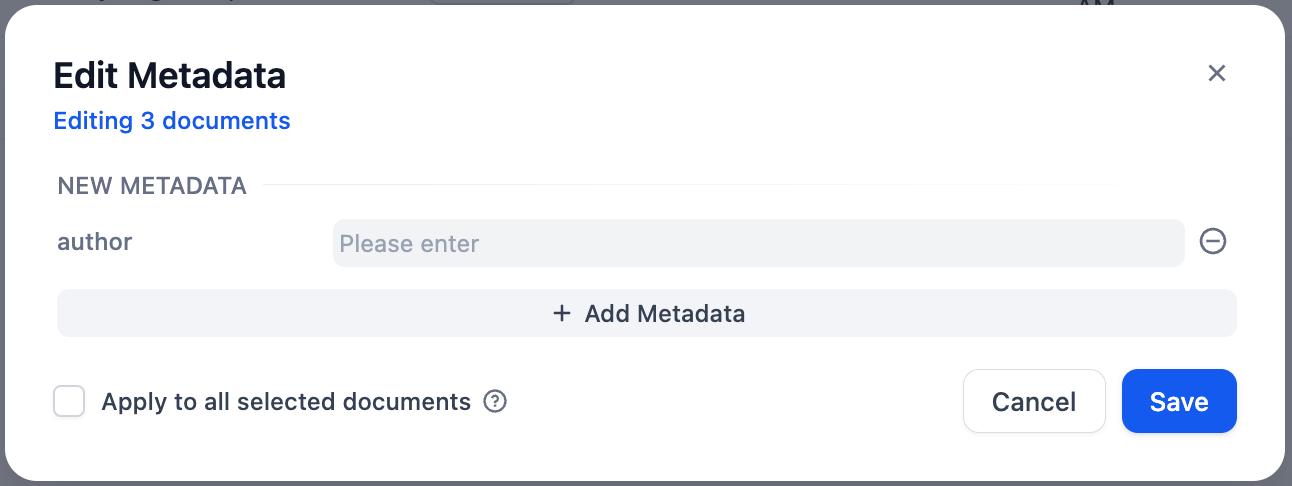 AM
Edit Metadata
Editing 3 documents
NEW METADATA
author
Please enter
+ Add Metadata
Apply to all selected documents
Cancel
Save